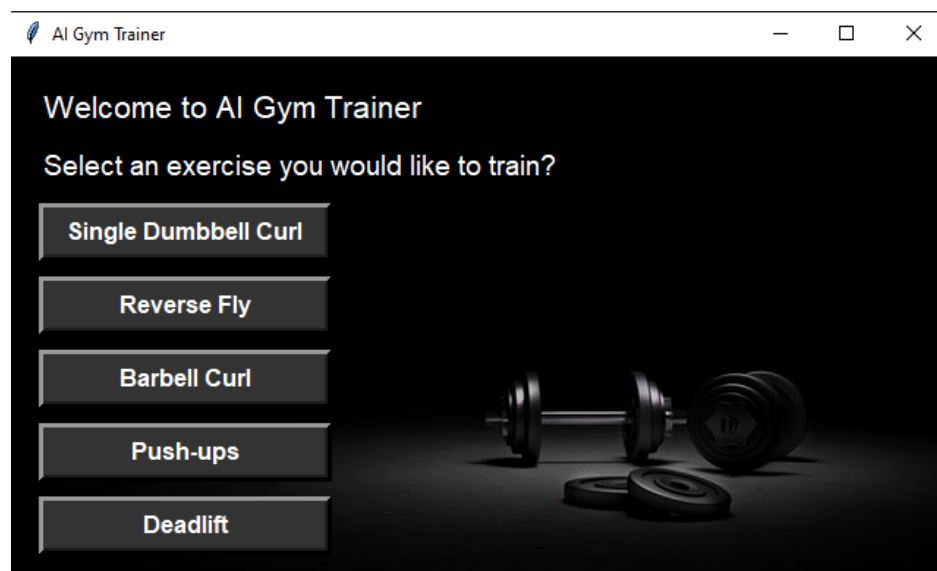 AI Gym Trainer
Welcome to AI Gym Trainer
Select an exercise you would like to train?
Single Dumbbell Curl
Reverse Fly
Barbell Curl
Push-ups
Deadlift